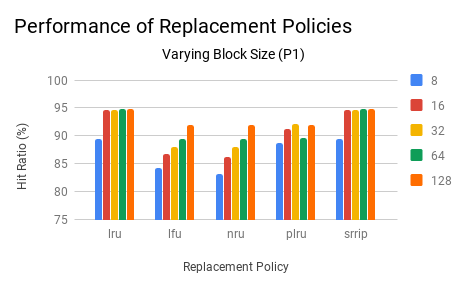 Performance of Replacement Policies
Varying Block Size (P1)
100
95
90
85
80
75
Hit Ratio (%)
lru
lfu
nru
plru
srrip
Replacement Policy
8
16
32
64
128